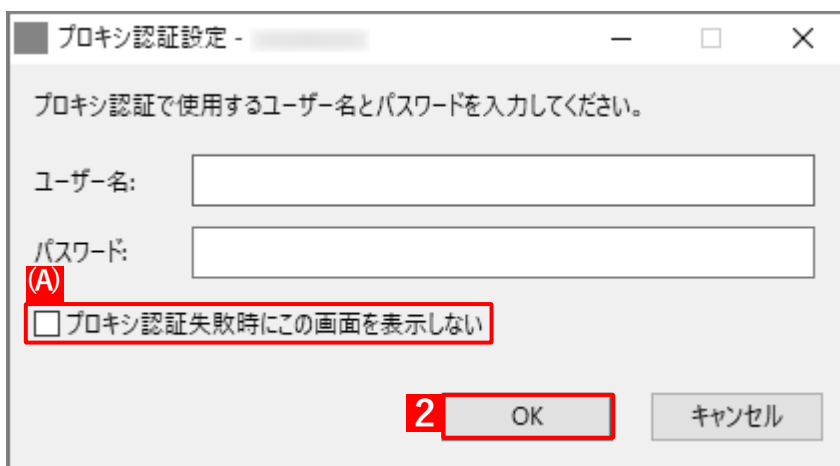 プロキシ認証設定 -
プロキシ認証で使用するユーザー名とパスワードを入力してください。
ユーザー名:
パスワード:
(A)
プロキシ認証失敗時にこの画面を表示しない
2 OK キャンセル